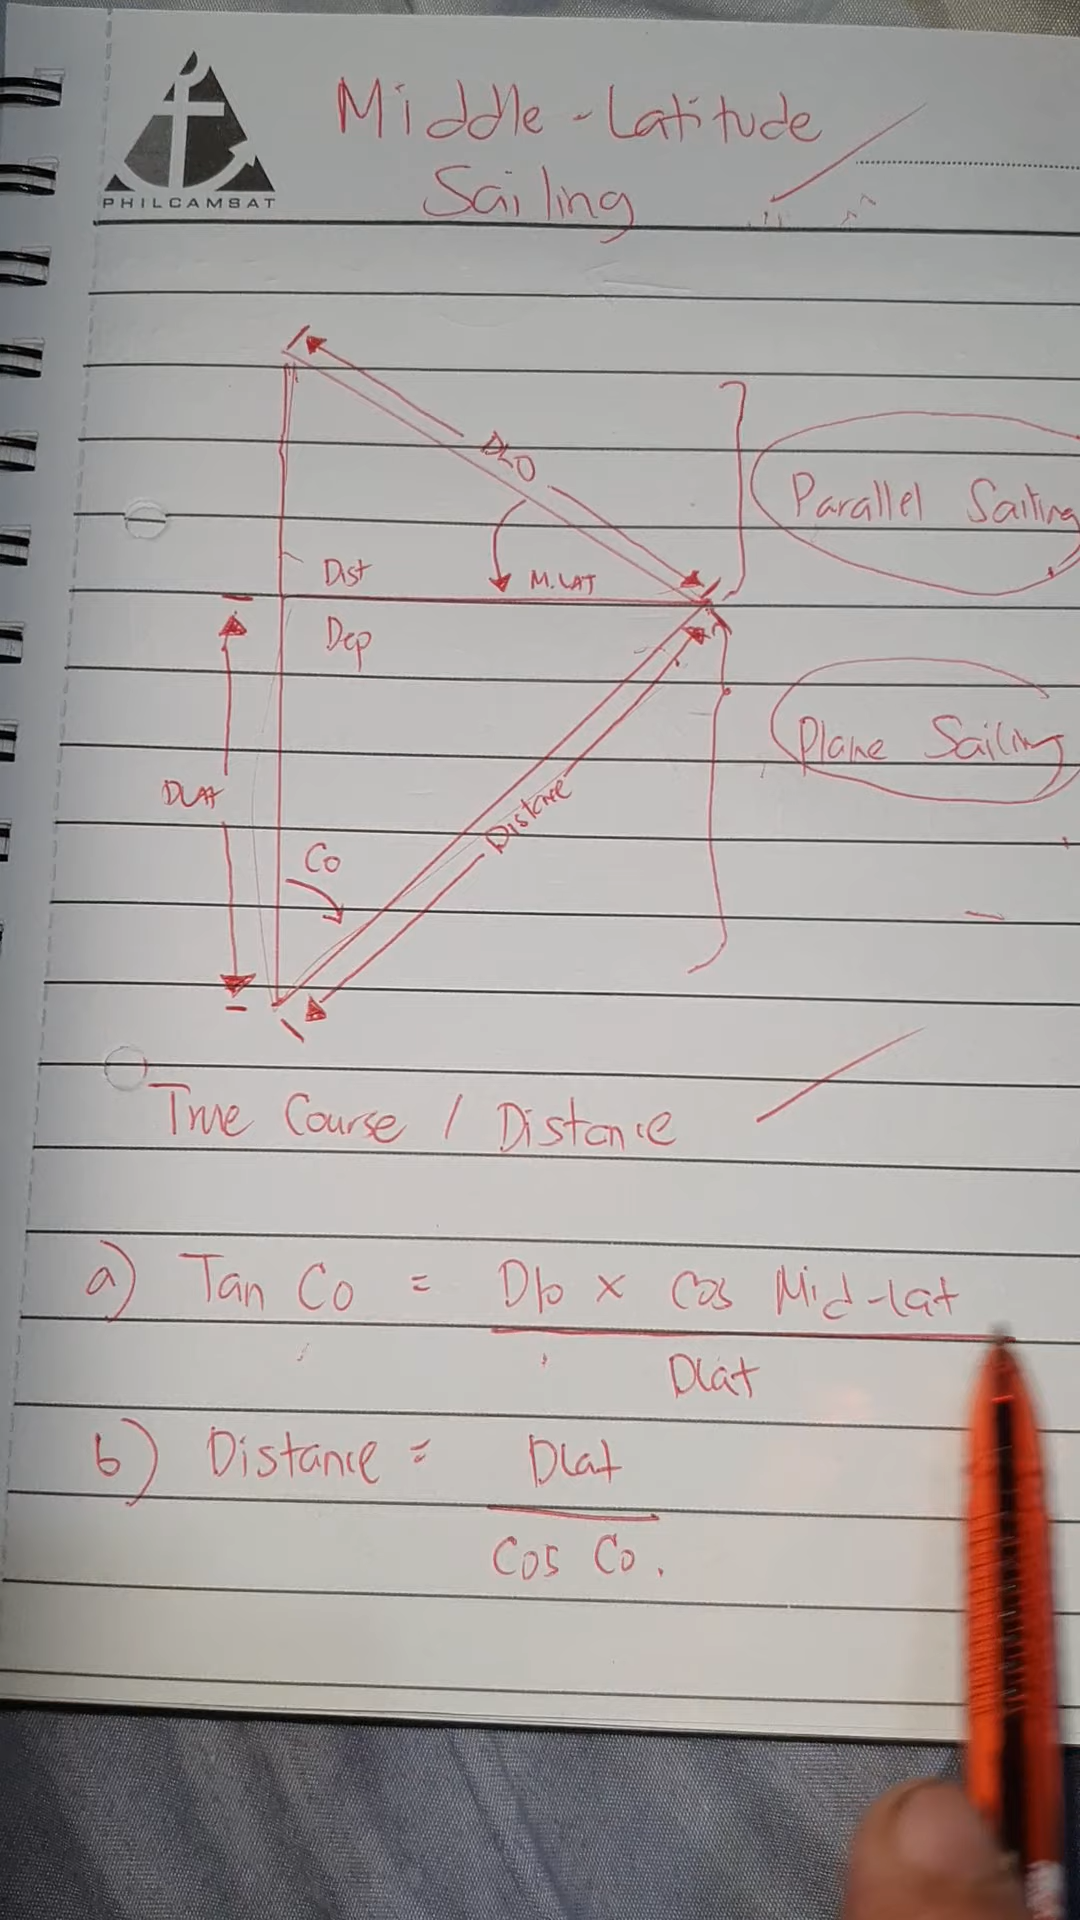 Middle-Latitude
Sailing
PHILCAMSAT
DLO
Parallel Sailing
Dist
M.LAT
Dep
Plane Sailing
DLAT
Distance
Co
True Course / Distance
a) Tan Co = Dlo x Cos Mid-Lat
Dlat
b) Distance = Dlat
Cos Co.